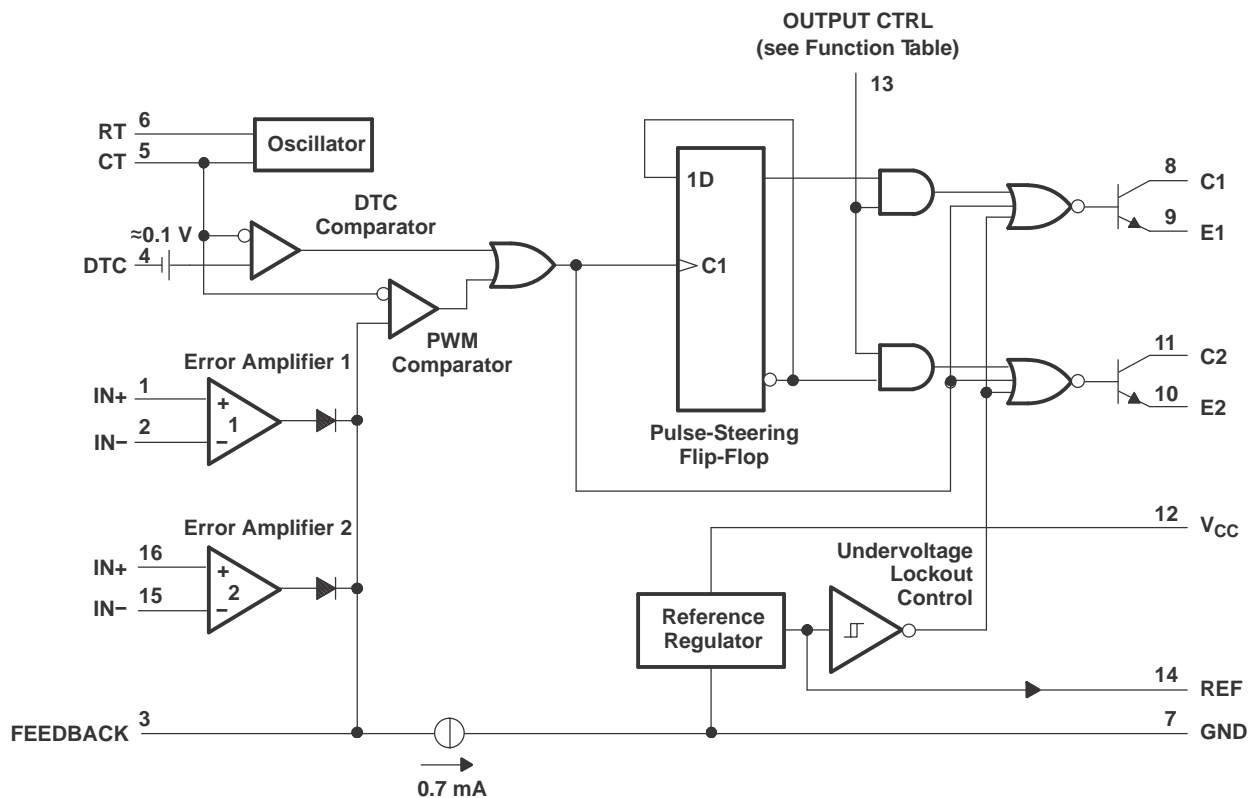 OUTPUT CTRL
(see Function Table)
13
RT 6
CT 5
Oscillator
DTC
Comparator
≈0.1 V
DTC 4
PWM
Comparator
1D
C1
Pulse-Steering
Flip-Flop
8 C1
9 E1
11 C2
10 E2
Error Amplifier 1
IN+ 1
IN− 2
+
1
−
Error Amplifier 2
IN+ 16
IN− 15
+
2
−
12 VCC
Undervoltage
Lockout
Control
Reference
Regulator
14 REF
7 GND
FEEDBACK 3
0.7 mA